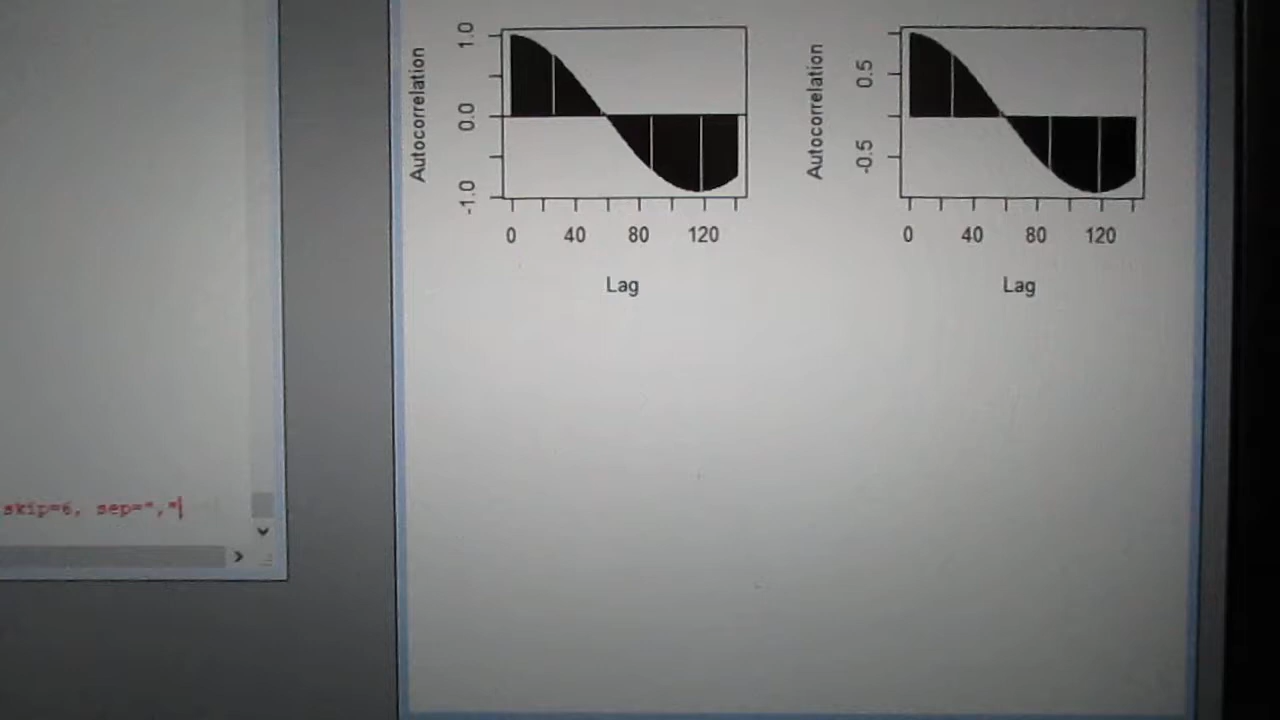 Autocorrelation
1.0
0.0
-1.0
0
40
80
120
Lag
Autocorrelation
0.5
-0.5
0
40
80
120
Lag
skip=6, sep=","